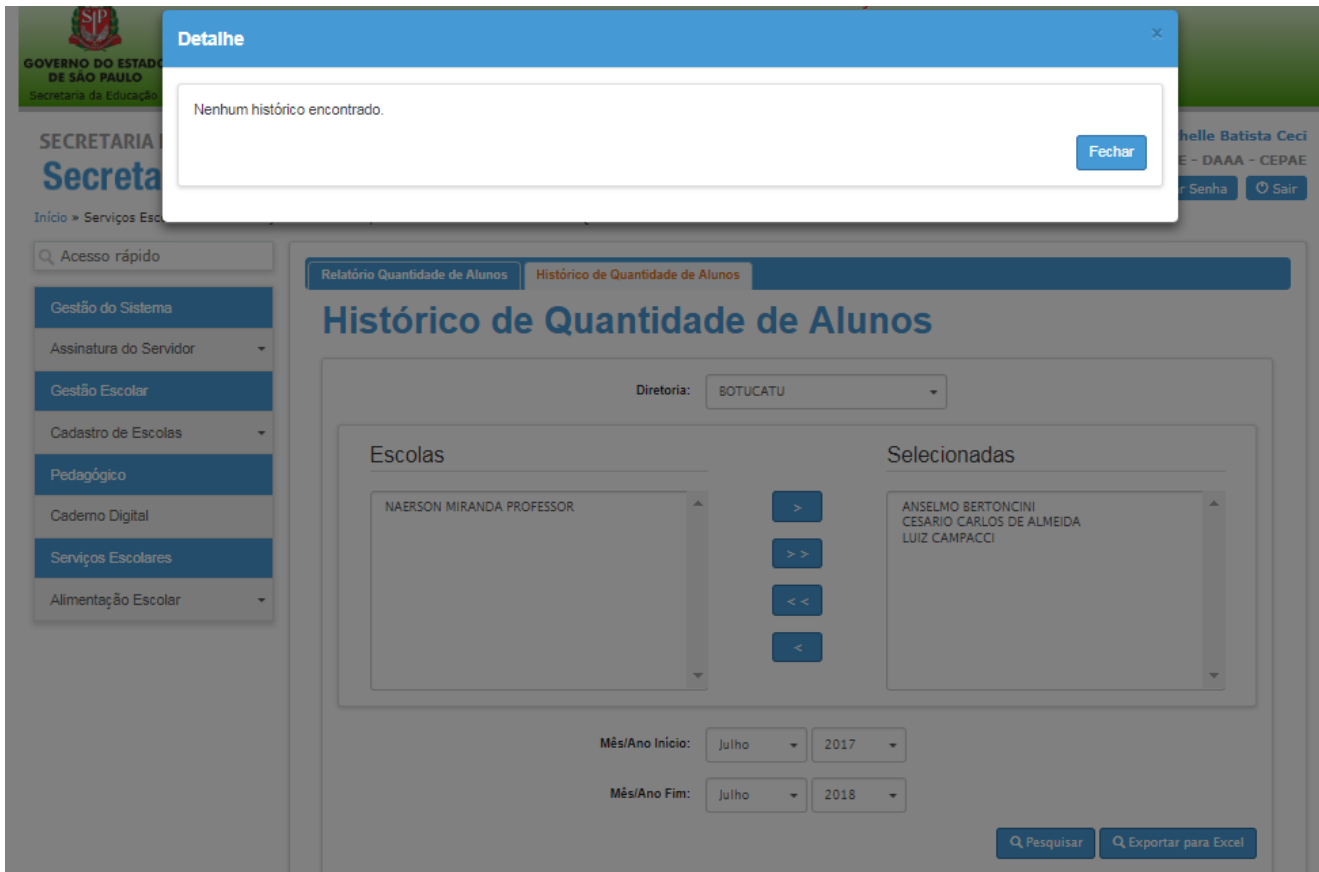 SJP
Detalhe
×
GOVERNO DO ESTADO
DE SÃO PAULO
Secretaria da Educação
Nenhum histórico encontrado.
Fechar
SECRETARIA
Secreta
helle Batista Ceci
E - DAAA - CEPAE
r Senha
Sair
Início » Serviços Esc
Acesso rápido
Gestão do Sistema
Assinatura do Servidor
Gestão Escolar
Cadastro de Escolas
Pedagógico
Caderno Digital
Serviços Escolares
Alimentação Escolar
Relatório Quantidade de Alunos
Histórico de Quantidade de Alunos
Histórico de Quantidade de Alunos
Diretoria:
BOTUCATU
Escolas
Selecionadas
NAERSON MIRANDA PROFESSOR
>
> >
< <
<
ANSELMO BERTONCINI
CESARIO CARLOS DE ALMEIDA
LUIZ CAMPACCI
Mês/Ano Início:
Julho
2017
Mês/Ano Fim:
Julho
2018
Pesquisar
Exportar para Excel